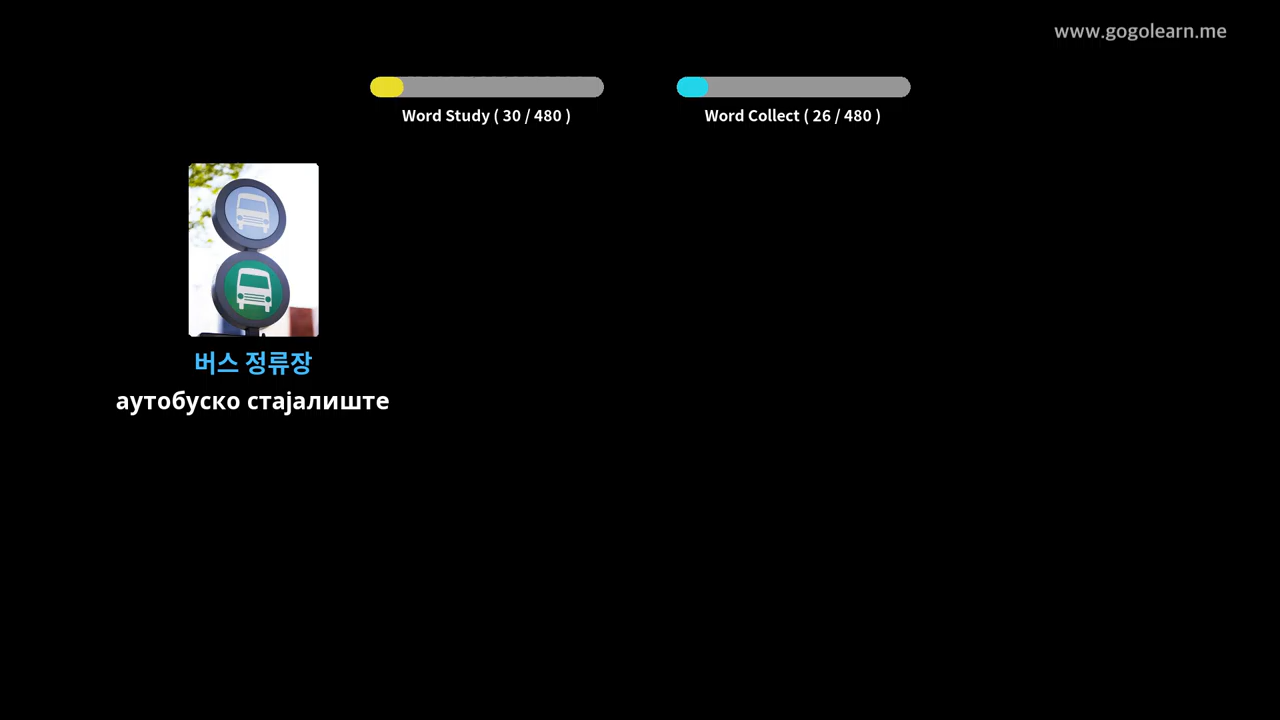 www.gogolearn.me
Word Study ( 30 / 480 )
Word Collect ( 26 / 480 )
버스 정류장
аутобуско стајалиште